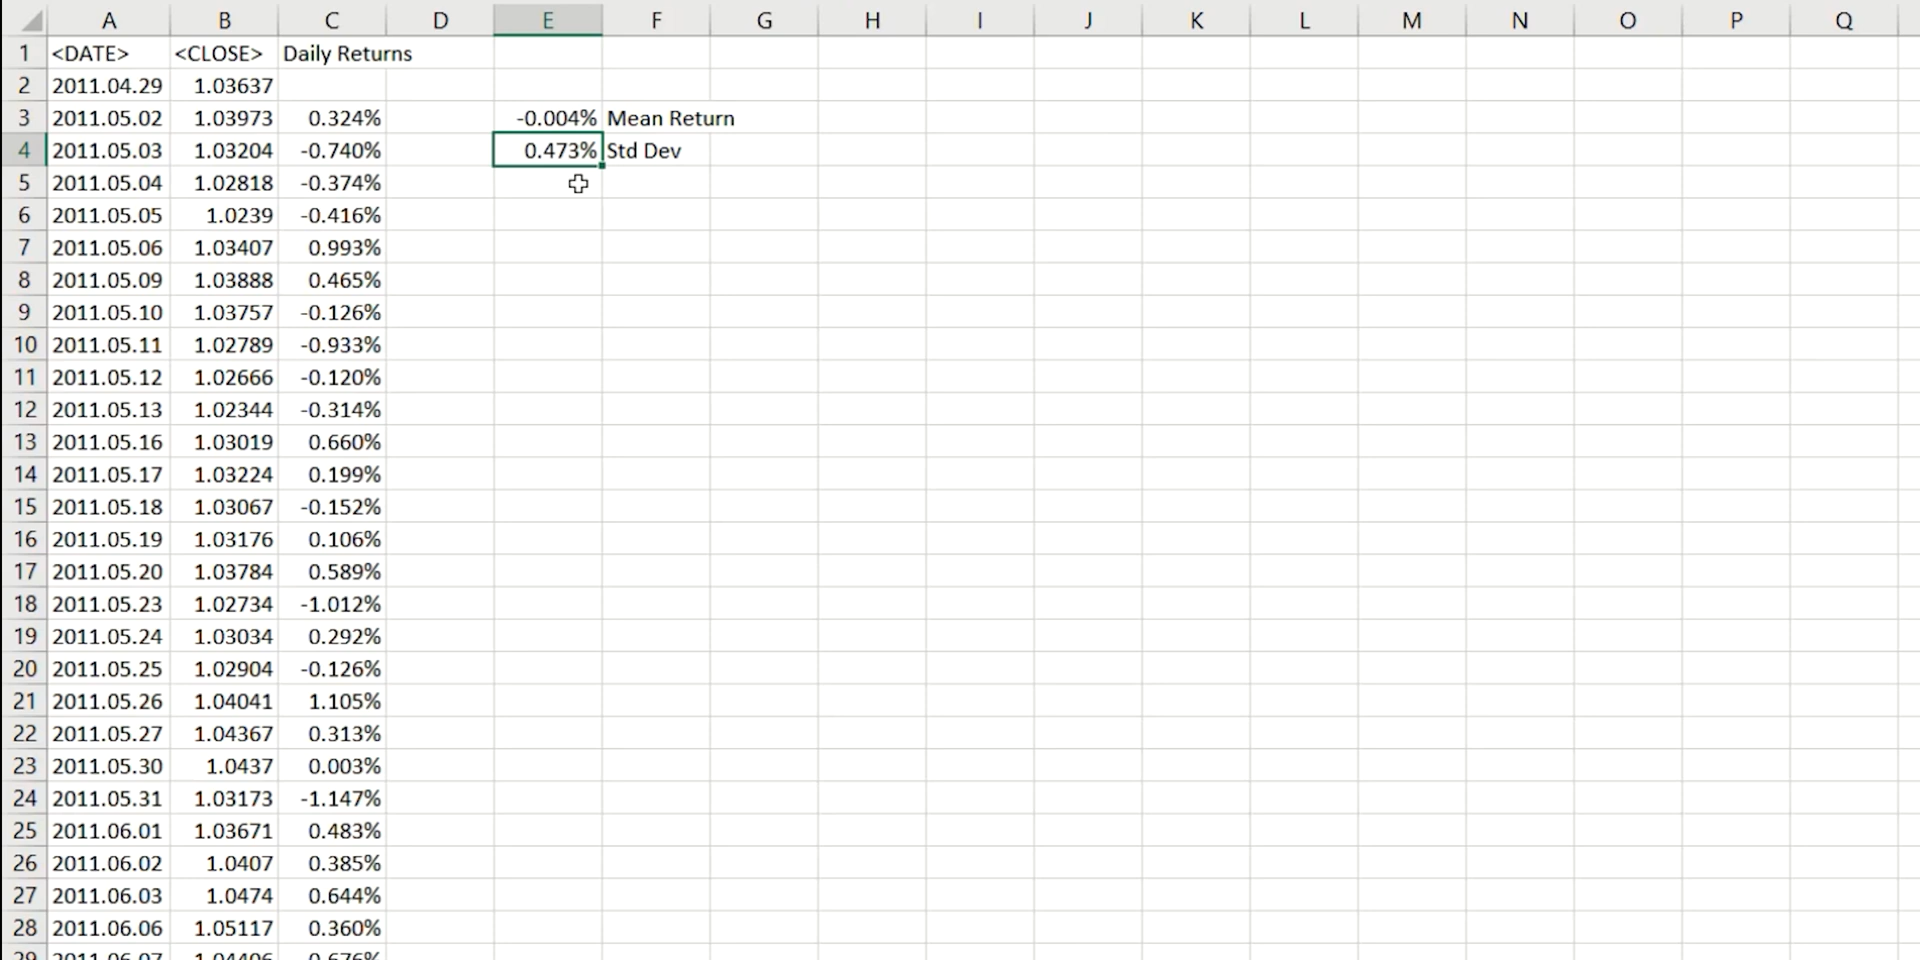 A B C D E F G H I J K L M N O P Q
1 <DATE> <CLOSE> Daily Returns
2 2011.04.29 1.03637
3 2011.05.02 1.03973 0.324% -0.004% Mean Return
4 2011.05.03 1.03204 -0.740% 0.473% Std Dev
5 2011.05.04 1.02818 -0.374%
6 2011.05.05 1.0239 -0.416%
7 2011.05.06 1.03407 0.993%
8 2011.05.09 1.03888 0.465%
9 2011.05.10 1.03757 -0.126%
10 2011.05.11 1.02789 -0.933%
11 2011.05.12 1.02666 -0.120%
12 2011.05.13 1.02344 -0.314%
13 2011.05.16 1.03019 0.660%
14 2011.05.17 1.03224 0.199%
15 2011.05.18 1.03067 -0.152%
16 2011.05.19 1.03176 0.106%
17 2011.05.20 1.03784 0.589%
18 2011.05.23 1.02734 -1.012%
19 2011.05.24 1.03034 0.292%
20 2011.05.25 1.02904 -0.126%
21 2011.05.26 1.04041 1.105%
22 2011.05.27 1.04367 0.313%
23 2011.05.30 1.0437 0.003%
24 2011.05.31 1.03173 -1.147%
25 2011.06.01 1.03671 0.483%
26 2011.06.02 1.0407 0.385%
27 2011.06.03 1.0474 0.644%
28 2011.06.06 1.05117 0.360%
29 2011.06.07